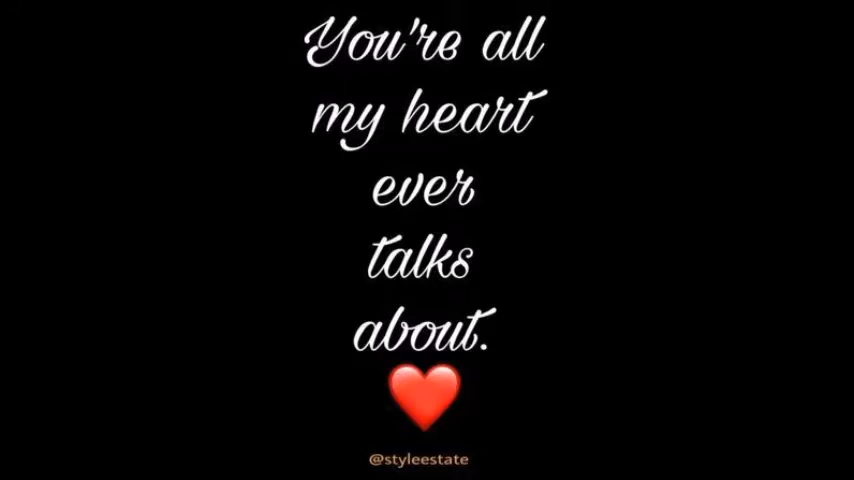 You're all
my heart
ever
talks
about.
@styleestate